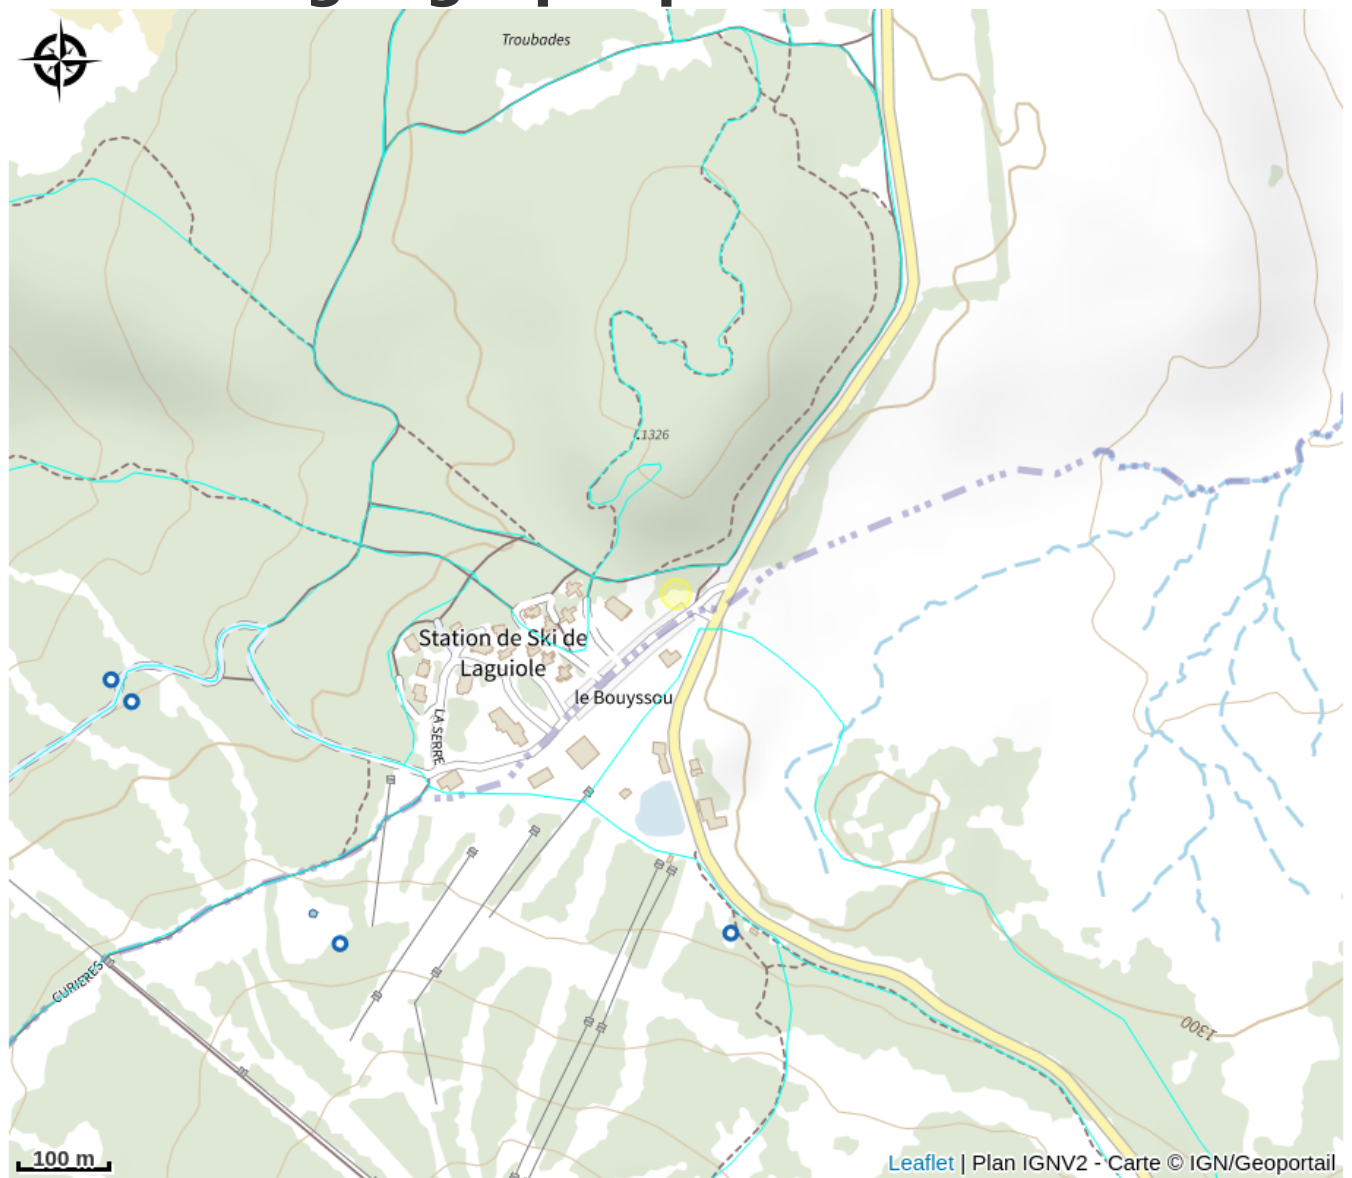 Troubades
1326
Station de Ski de
Laguiole
le Bouyssou
LA SERRE
CURIERES
1300
100 m
Leaflet | Plan IGNV2 - Carte © IGN/Geoportail